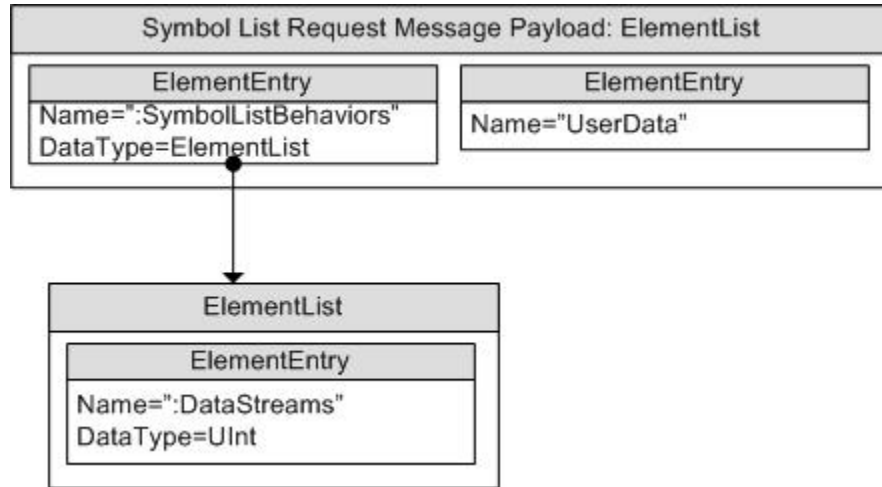 Symbol List Request Message Payload: ElementList
ElementEntry
Name=":SymbolListBehaviors"
DataType=ElementList
ElementEntry
Name="UserData"
ElementList
ElementEntry
Name=":DataStreams"
DataType=UInt